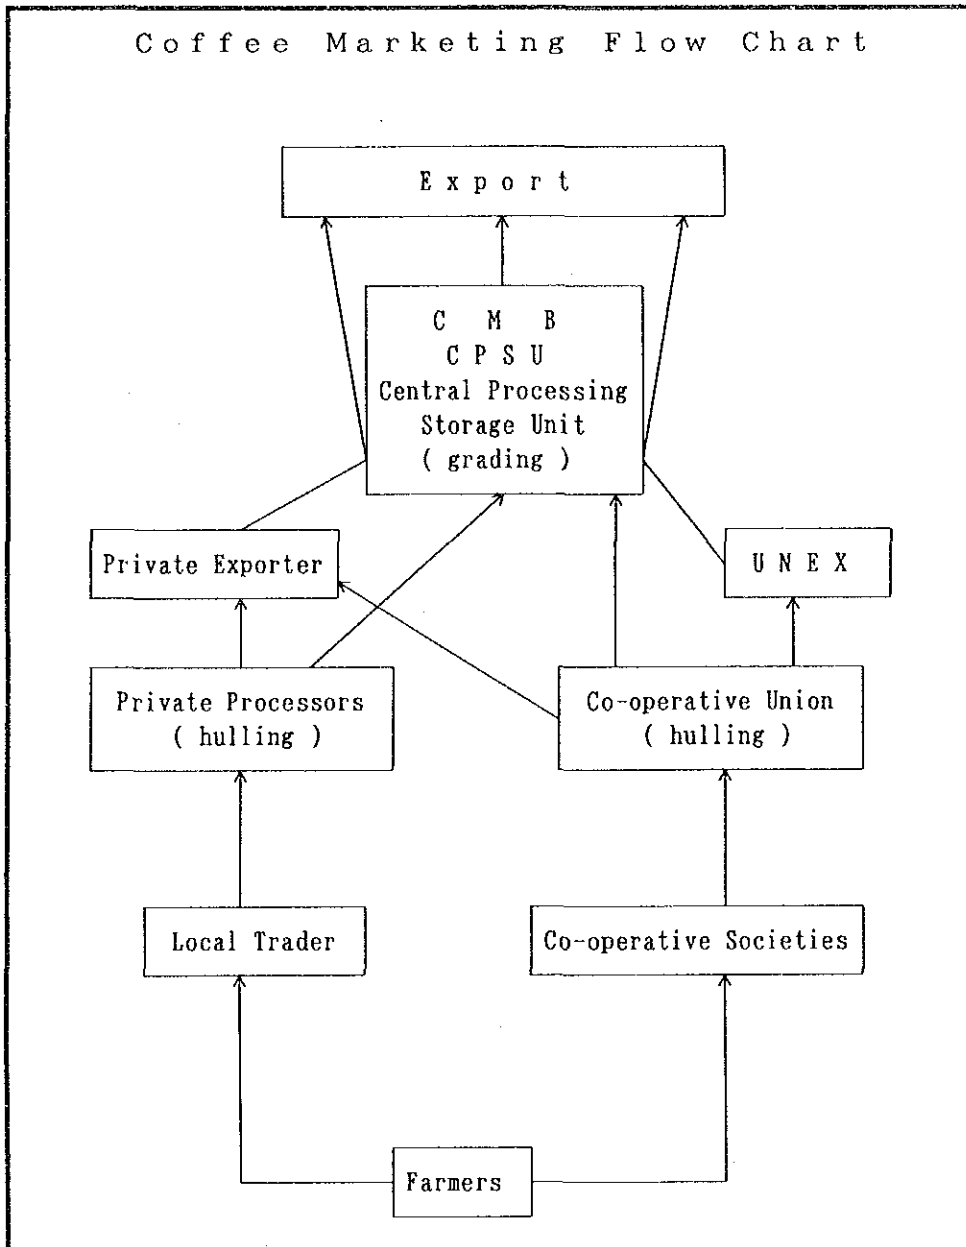 Coffee Marketing Flow Chart
Export
C M B
C P S U
Central Processing
Storage Unit
( grading )
Private Exporter
U N E X
Private Processors
( hulling )
Co-operative Union
( hulling )
Local Trader
Co-operative Societies
Farmers